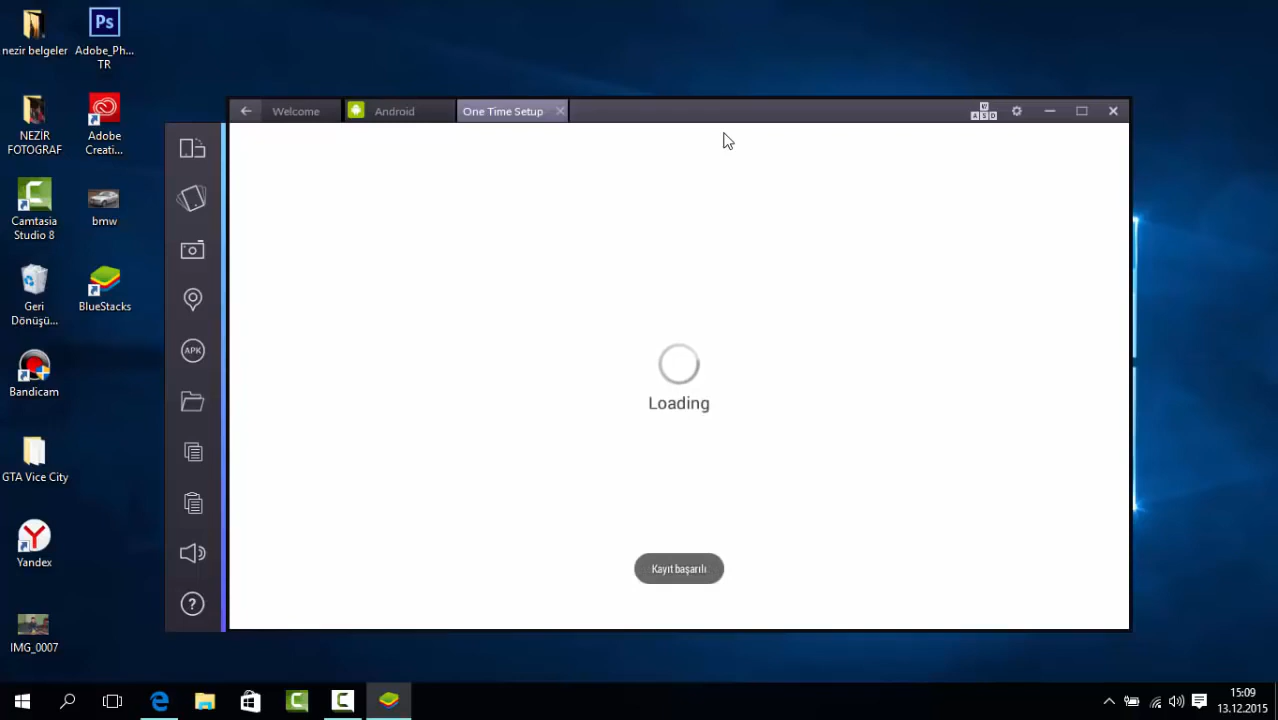 nezir belgeler
Ps
Adobe_Ph...
TR
NEZİR
FOTOGRAF
Adobe
Creati...
Camtasia
Studio 8
bmw
Geri
Dönüşü...
BlueStacks
Bandicam
GTA Vice City
Yandex
IMG_0007
Welcome
Android
One Time Setup
W
A S D
APK
Loading
Kayıt başarılı
15:09
13.12.2015